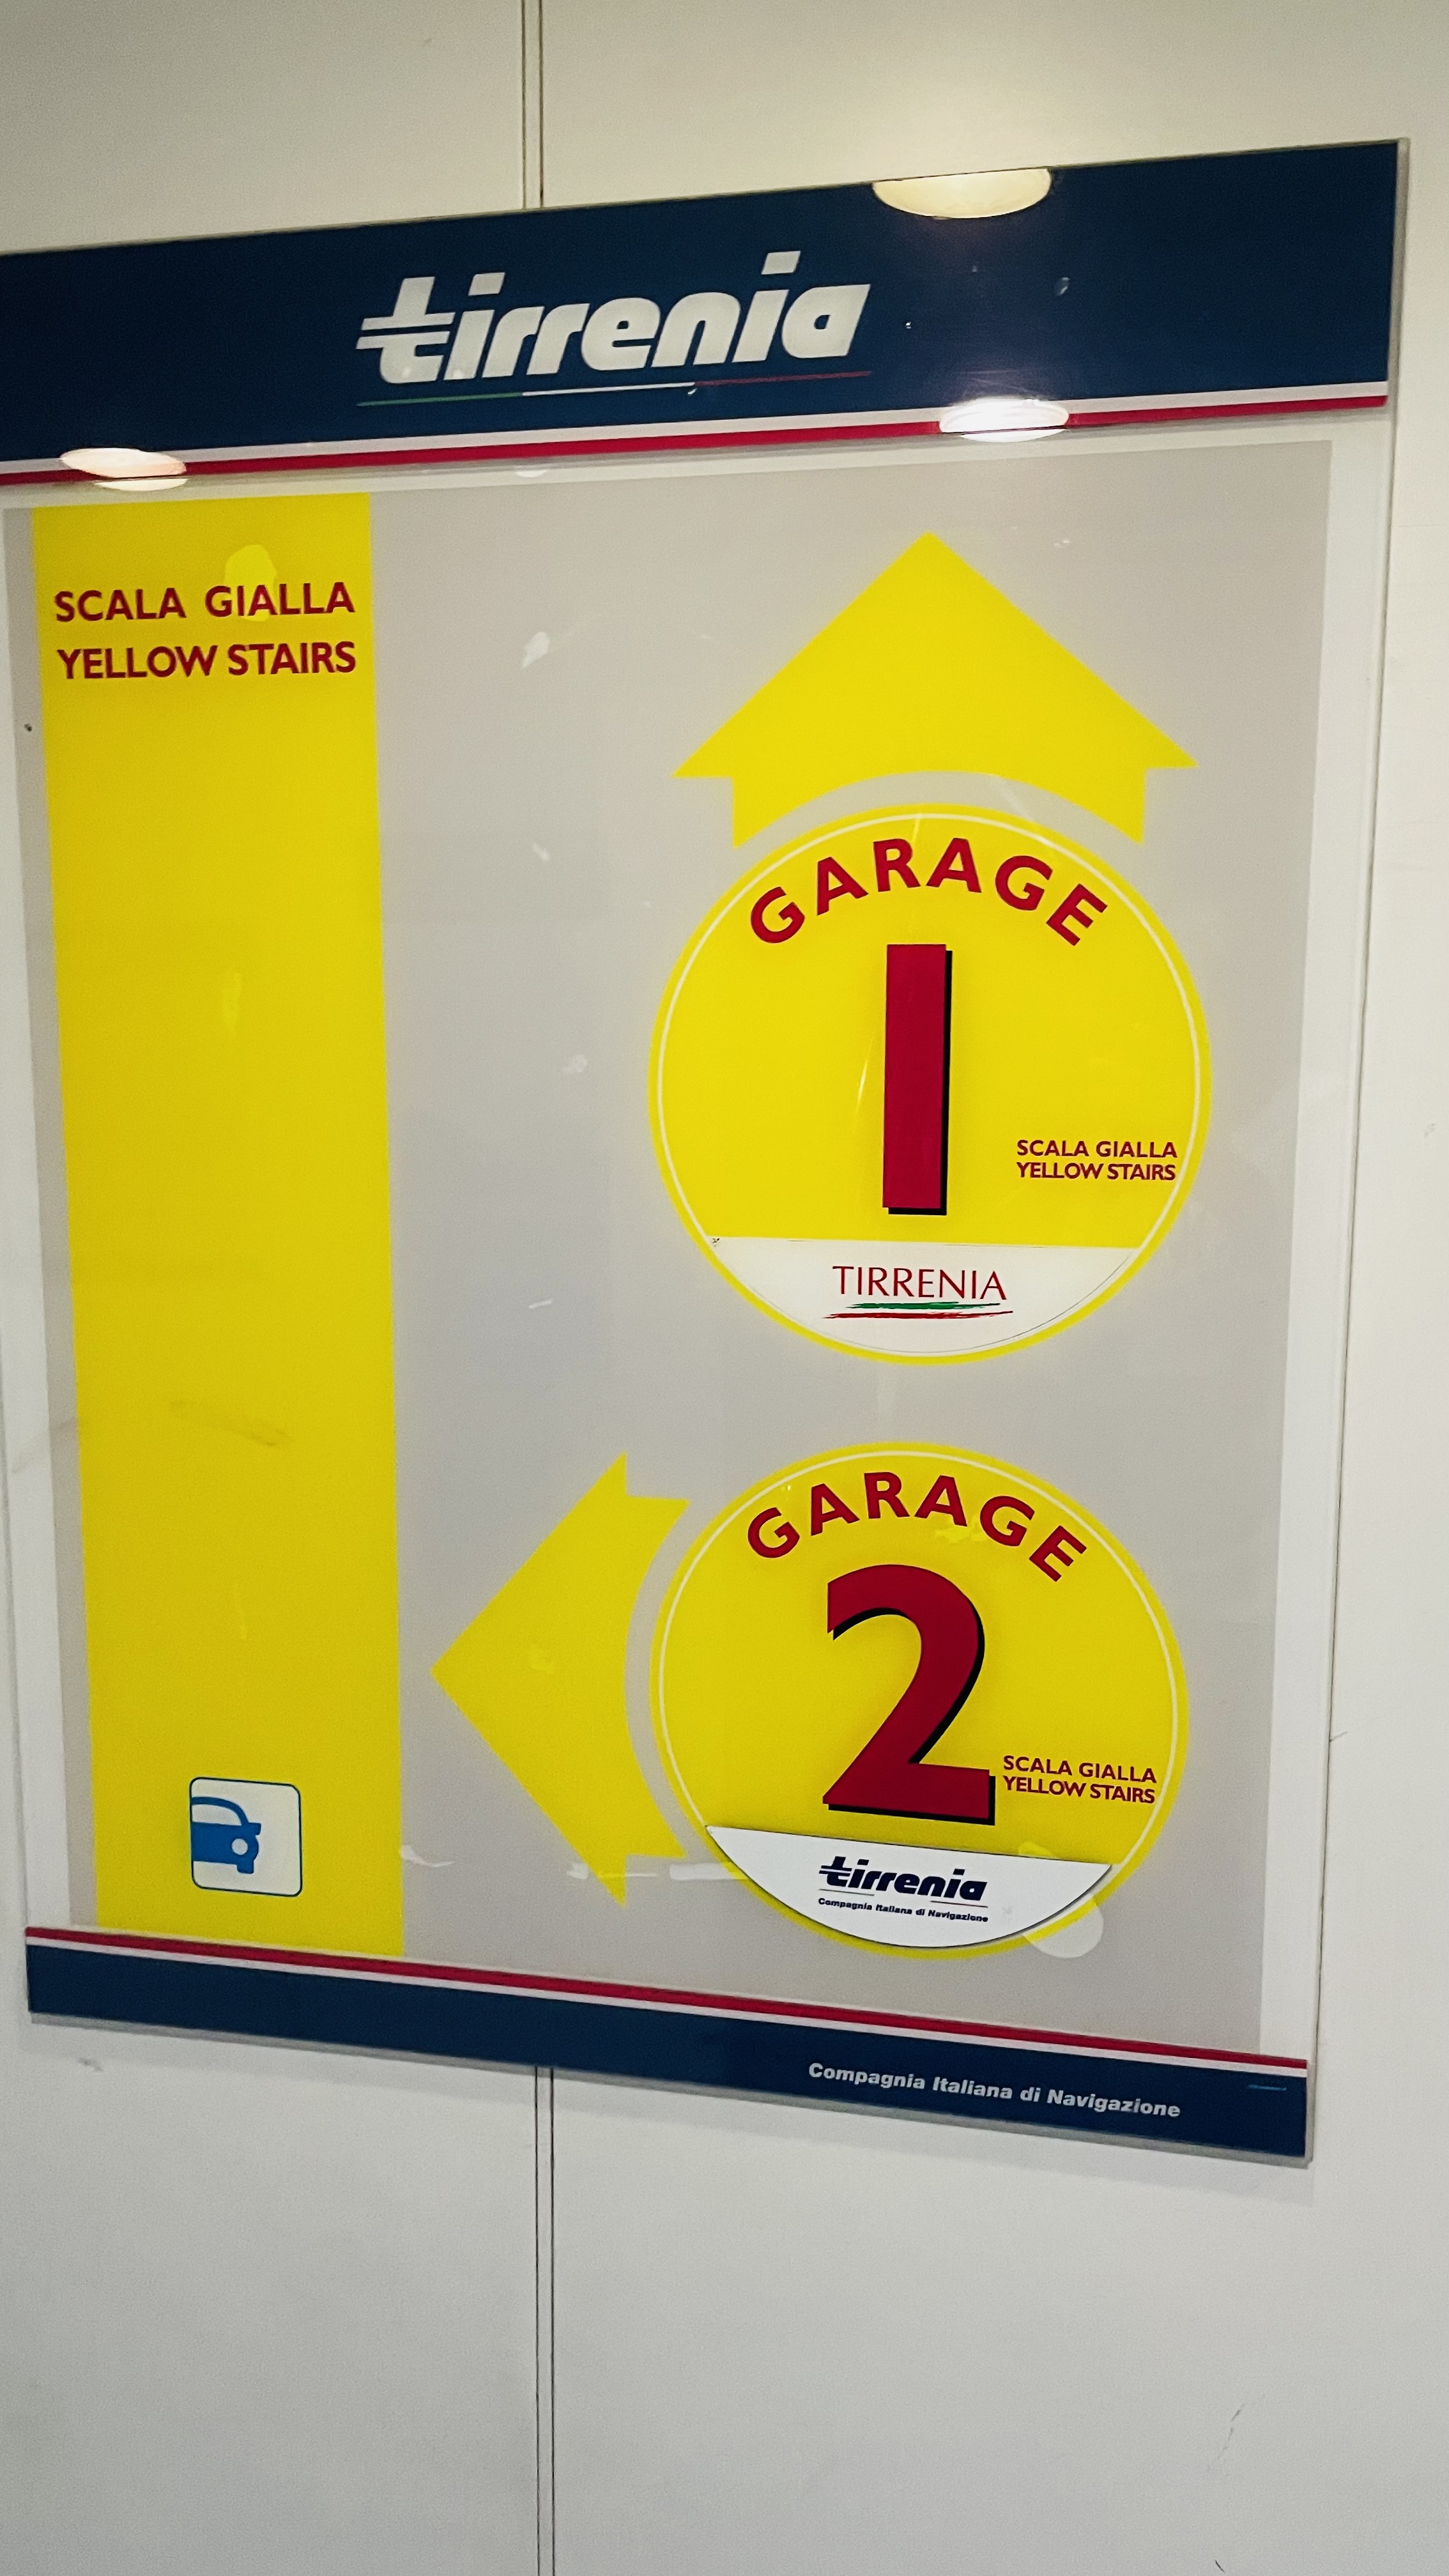 tirrenia
SCALA GIALLA
YELLOW STAIRS
GARAGE
1
SCALA GIALLA
YELLOW STAIRS
TIRRENIA
GARAGE
2
SCALA GIALLA
YELLOW STAIRS
tirrenia
Compagnia Italiana di Navigazione
Compagnia Italiana di Navigazione